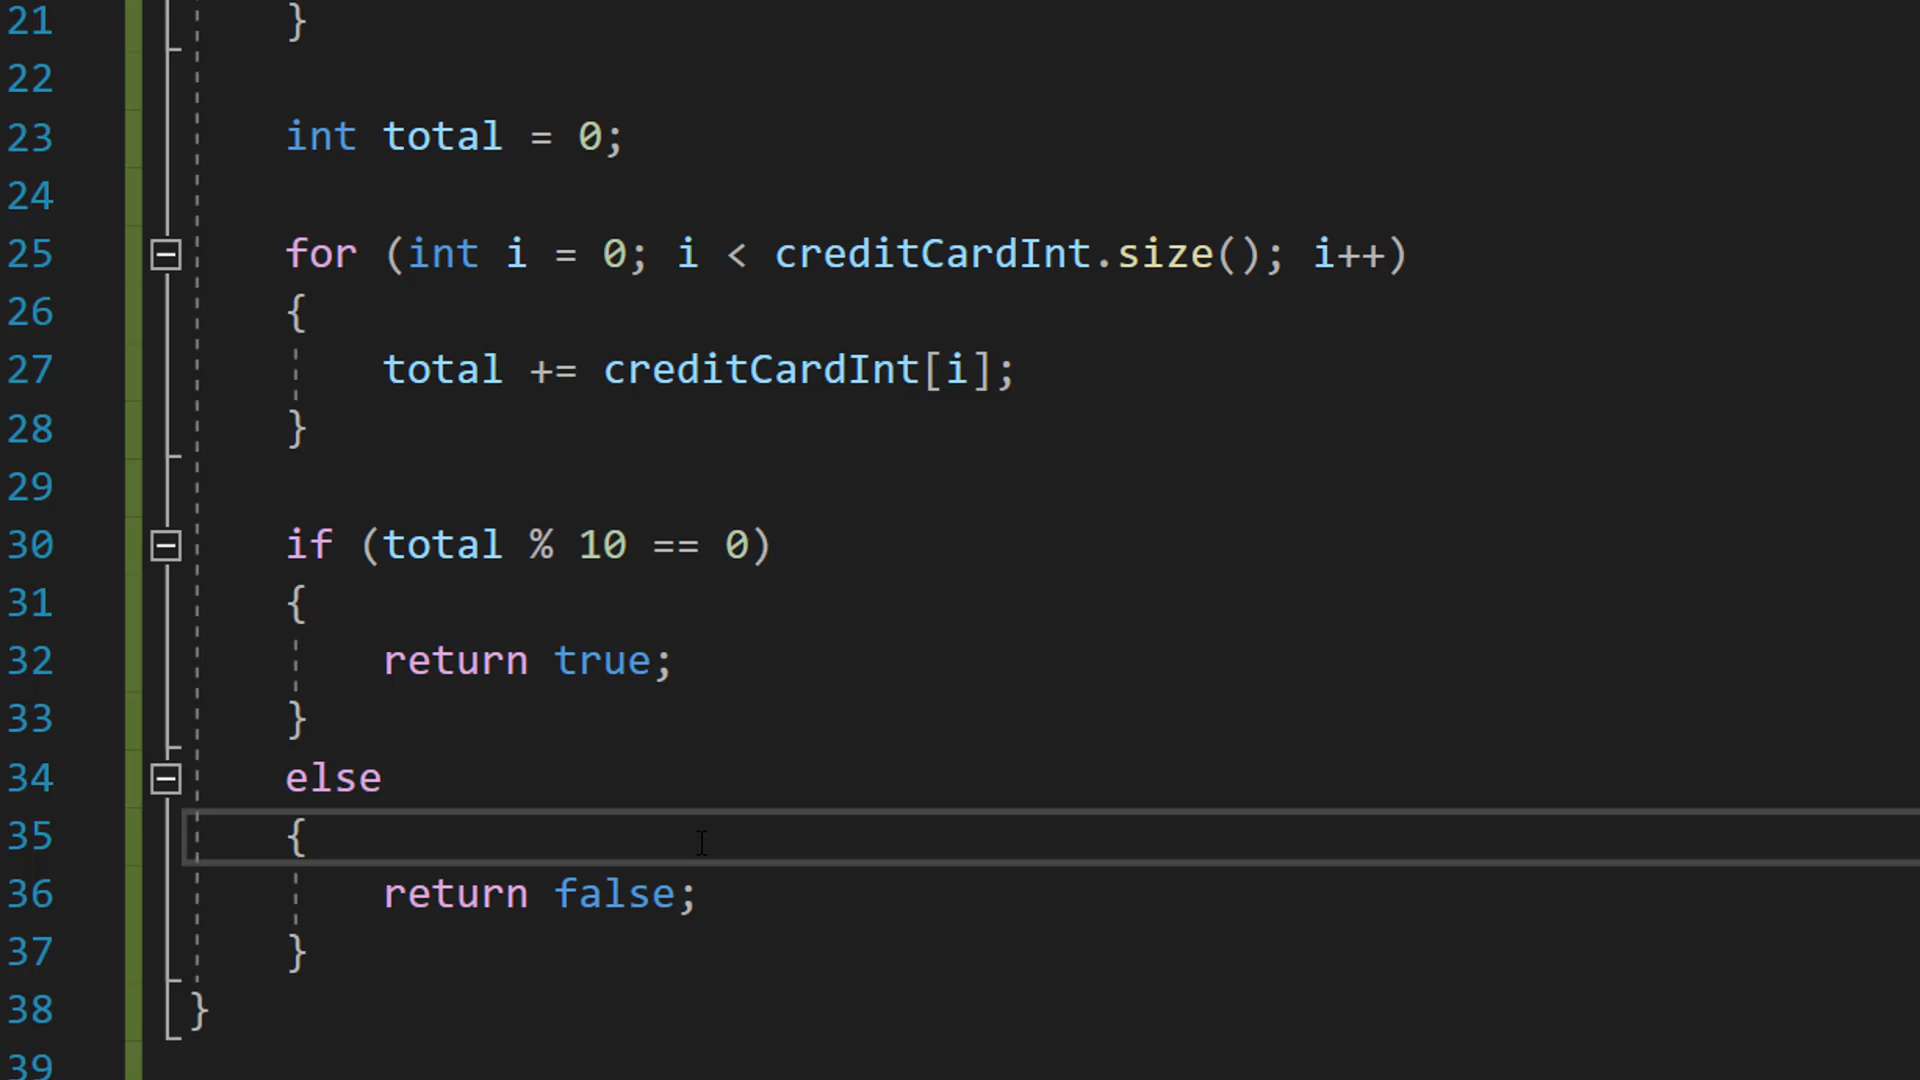 21 }
22
23 int total = 0;
24
25 for (int i = 0; i < creditCardInt.size(); i++)
26 {
27 total += creditCardInt[i];
28 }
29
30 if (total % 10 == 0)
31 {
32 return true;
33 }
34 else
35 {
36 return false;
37 }
38 }
39